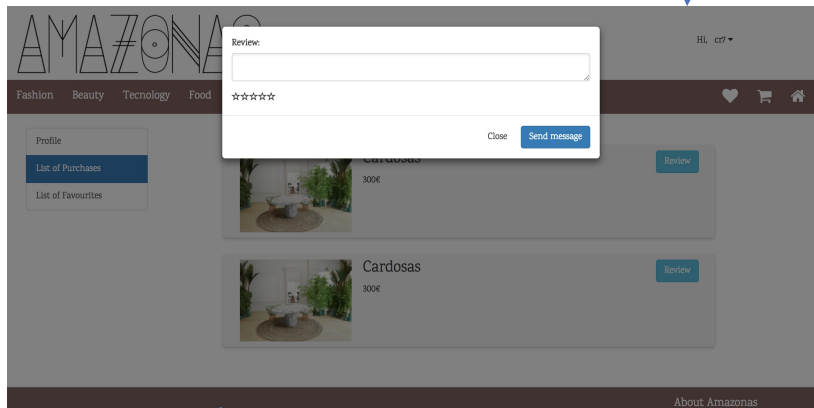 AMAZONAS
Hi, cr7
Review:
Fashion Beauty Tecnology Food
☆☆☆☆☆
Close Send message
Profile
List of Purchases
List of Favourites
Cardosas
Review
300€
Cardosas
Review
300€
About Amazonas